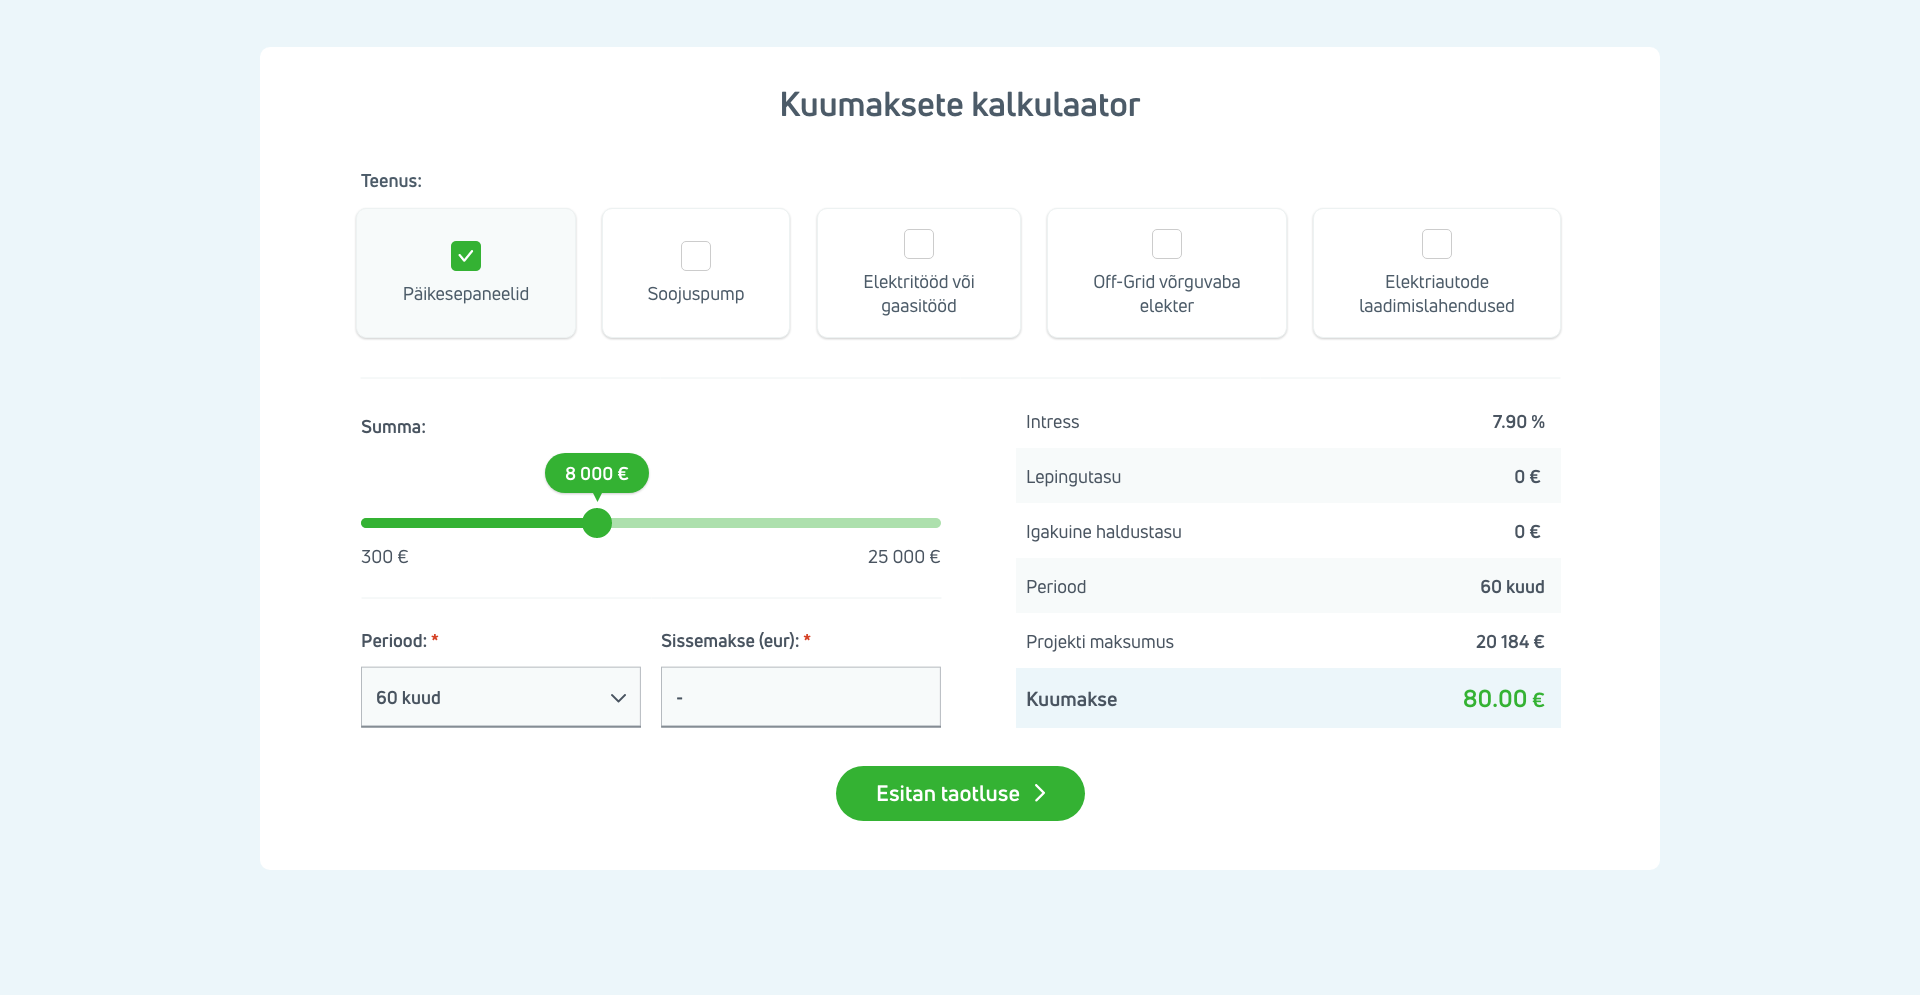 Kuumaksete kalkulaator
Teenus:
Päikesepaneelid
Soojuspump
Elektritööd või
gaasitööd
Off-Grid võrguvaba
elekter
Elektriautode
laadimislahendused
Summa:
8 000 €
300 €
25 000 €
Periood: *
60 kuud
Sissemakse (eur): *
-
Intress
7.90 %
Lepingutasu
0 €
Igakuine haldustasu
0 €
Periood
60 kuud
Projekti maksumus
20 184 €
Kuumakse
80.00 €
Esitan taotluse